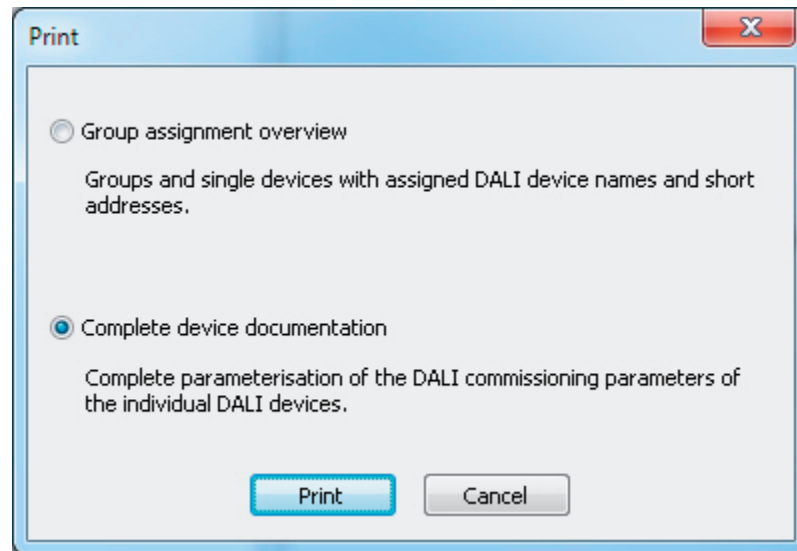 Print
Group assignment overview
Groups and single devices with assigned DALI device names and short
addresses.
Complete device documentation
Complete parameterisation of the DALI commissioning parameters of
the individual DALI devices.
Print
Cancel